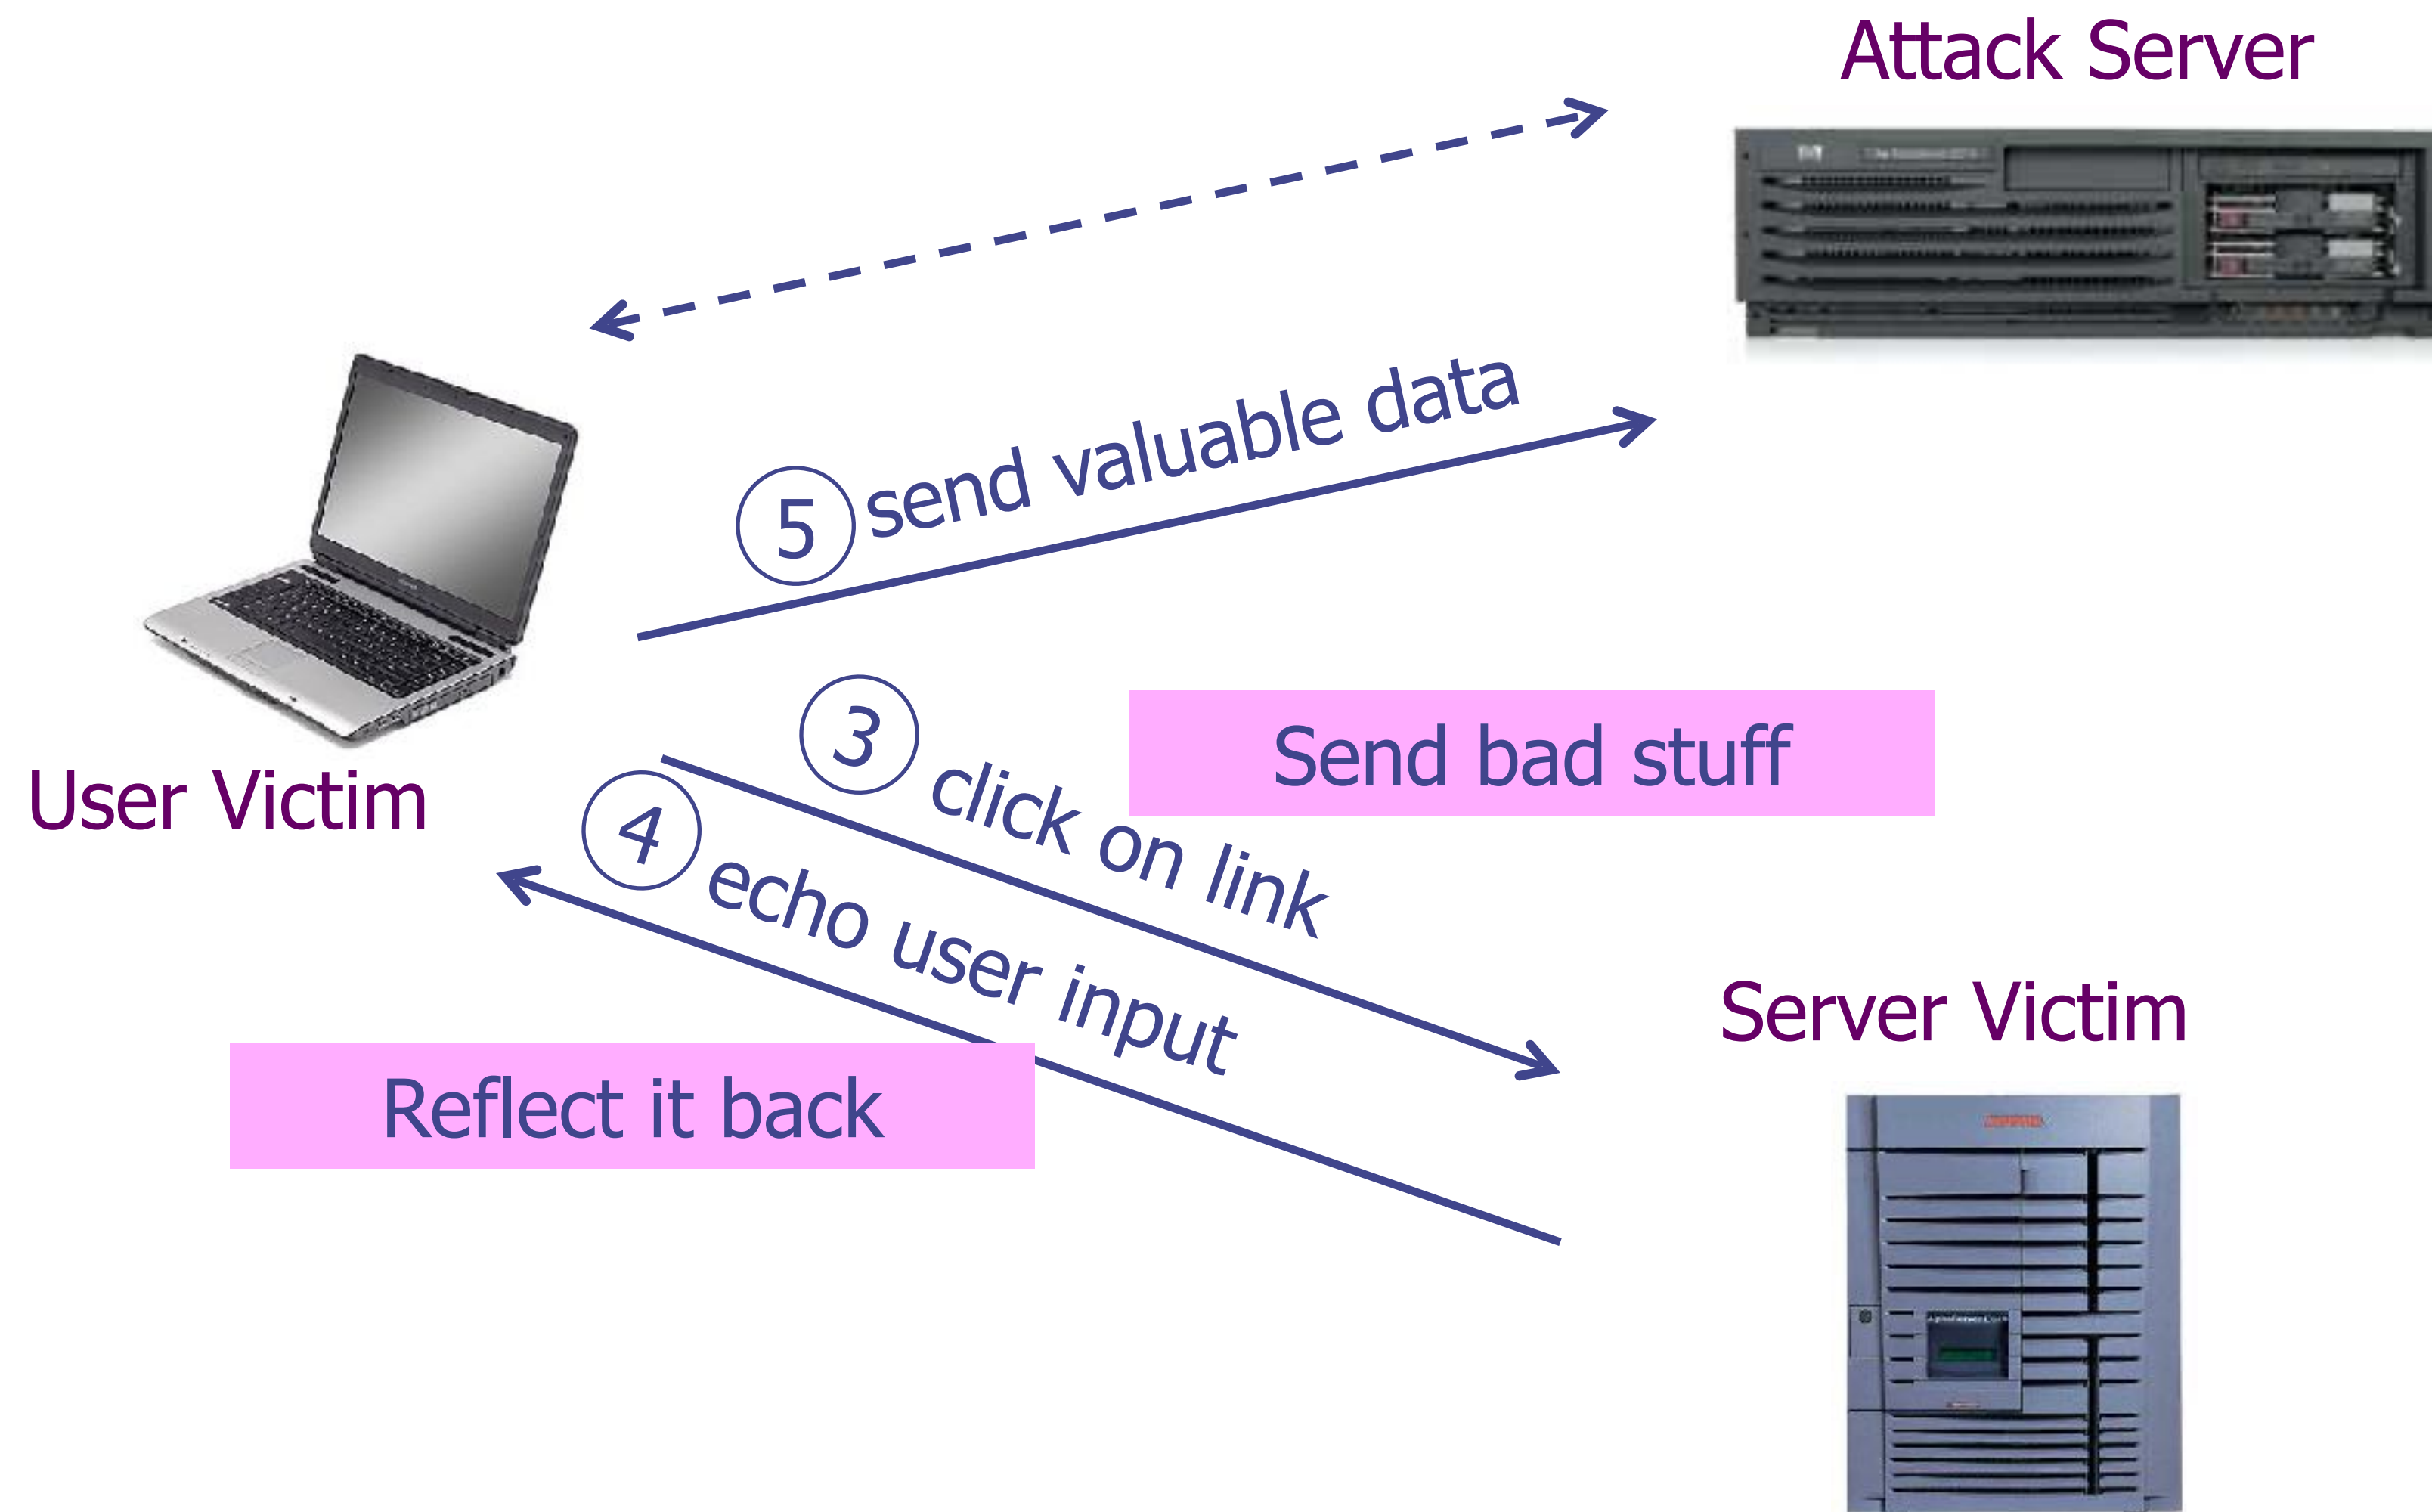 Attack Server
5 send valuable data
3 click on link
Send bad stuff
User Victim
4 echo user input
Server Victim
Reflect it back